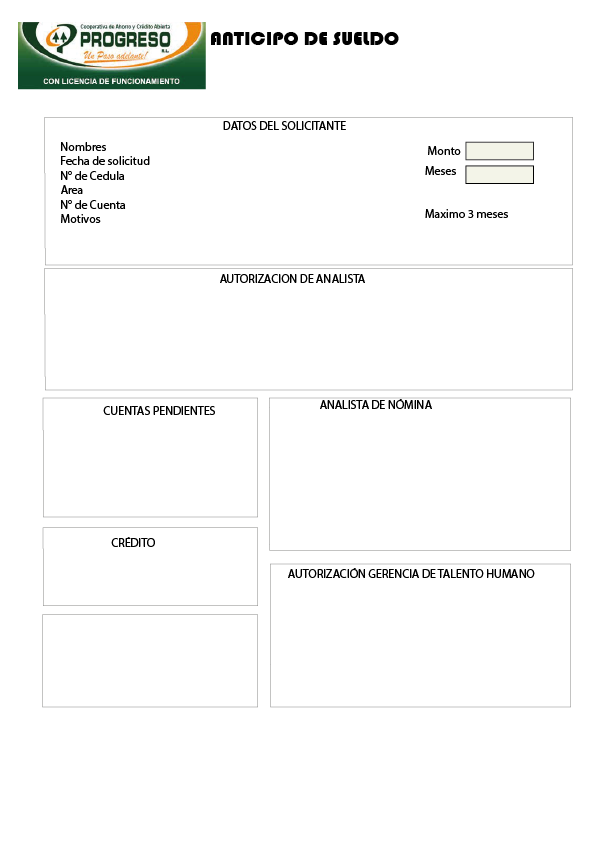 Cooperativa de Ahorro y Crédito Abierta
PROGRESO
R.L.
Un Paso adelante!
CON LICENCIA DE FUNCIONAMIENTO
ANTICIPO DE SUELDO
DATOS DEL SOLICITANTE
Nombres
Fecha de solicitud
N° de Cedula
Area
N° de Cuenta
Motivos
Monto
Meses
Maximo 3 meses
AUTORIZACION DE ANALISTA
CUENTAS PENDIENTES
ANALISTA DE NÓMINA
CRÉDITO
AUTORIZACIÓN GERENCIA DE TALENTO HUMANO